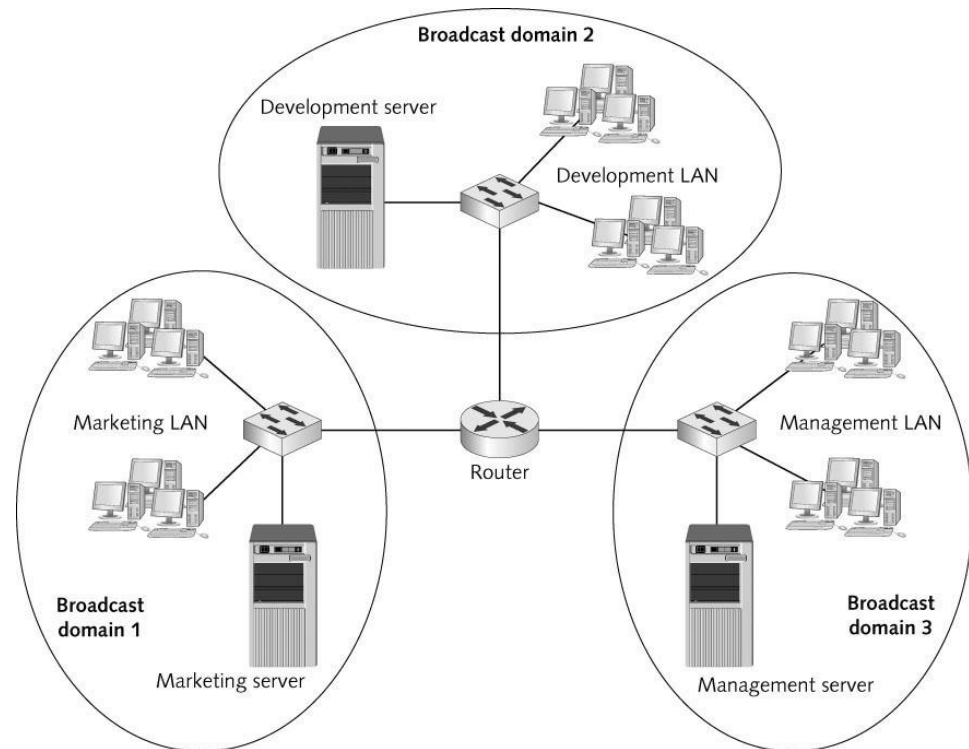 Broadcast domain 2
Development server
Development LAN
Marketing LAN
Router
Management LAN
Broadcast
domain 1
Marketing server
Broadcast
domain 3
Management server